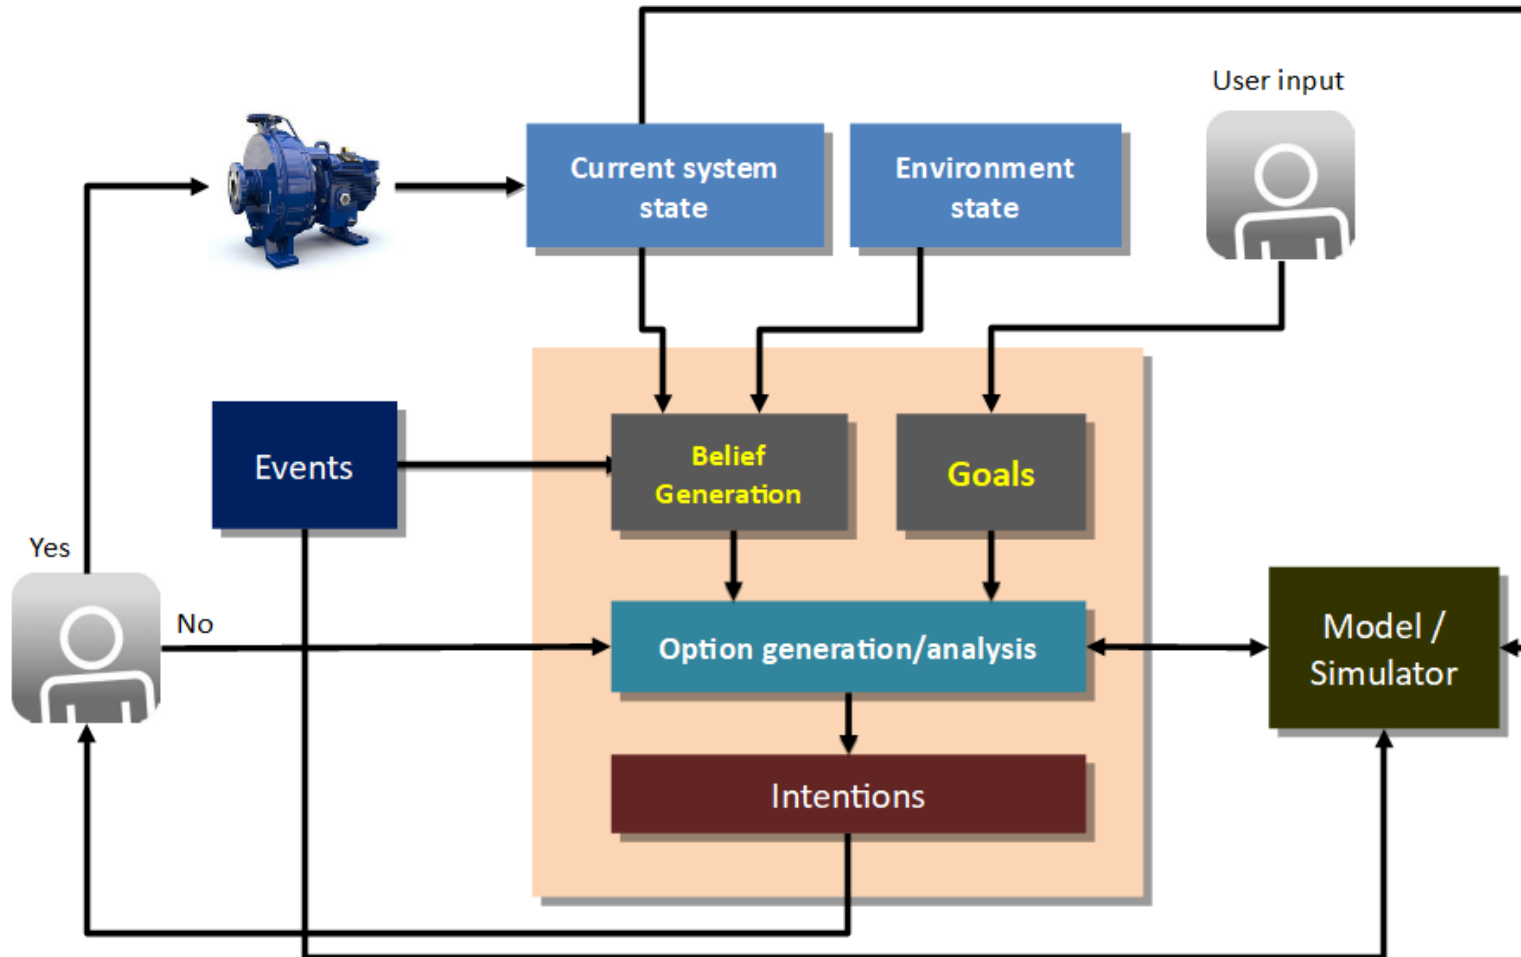 User input
Current system
state
Environment
state
Events
Belief
Generation
Goals
Yes
No
Option generation/analysis
Model /
Simulator
Intentions